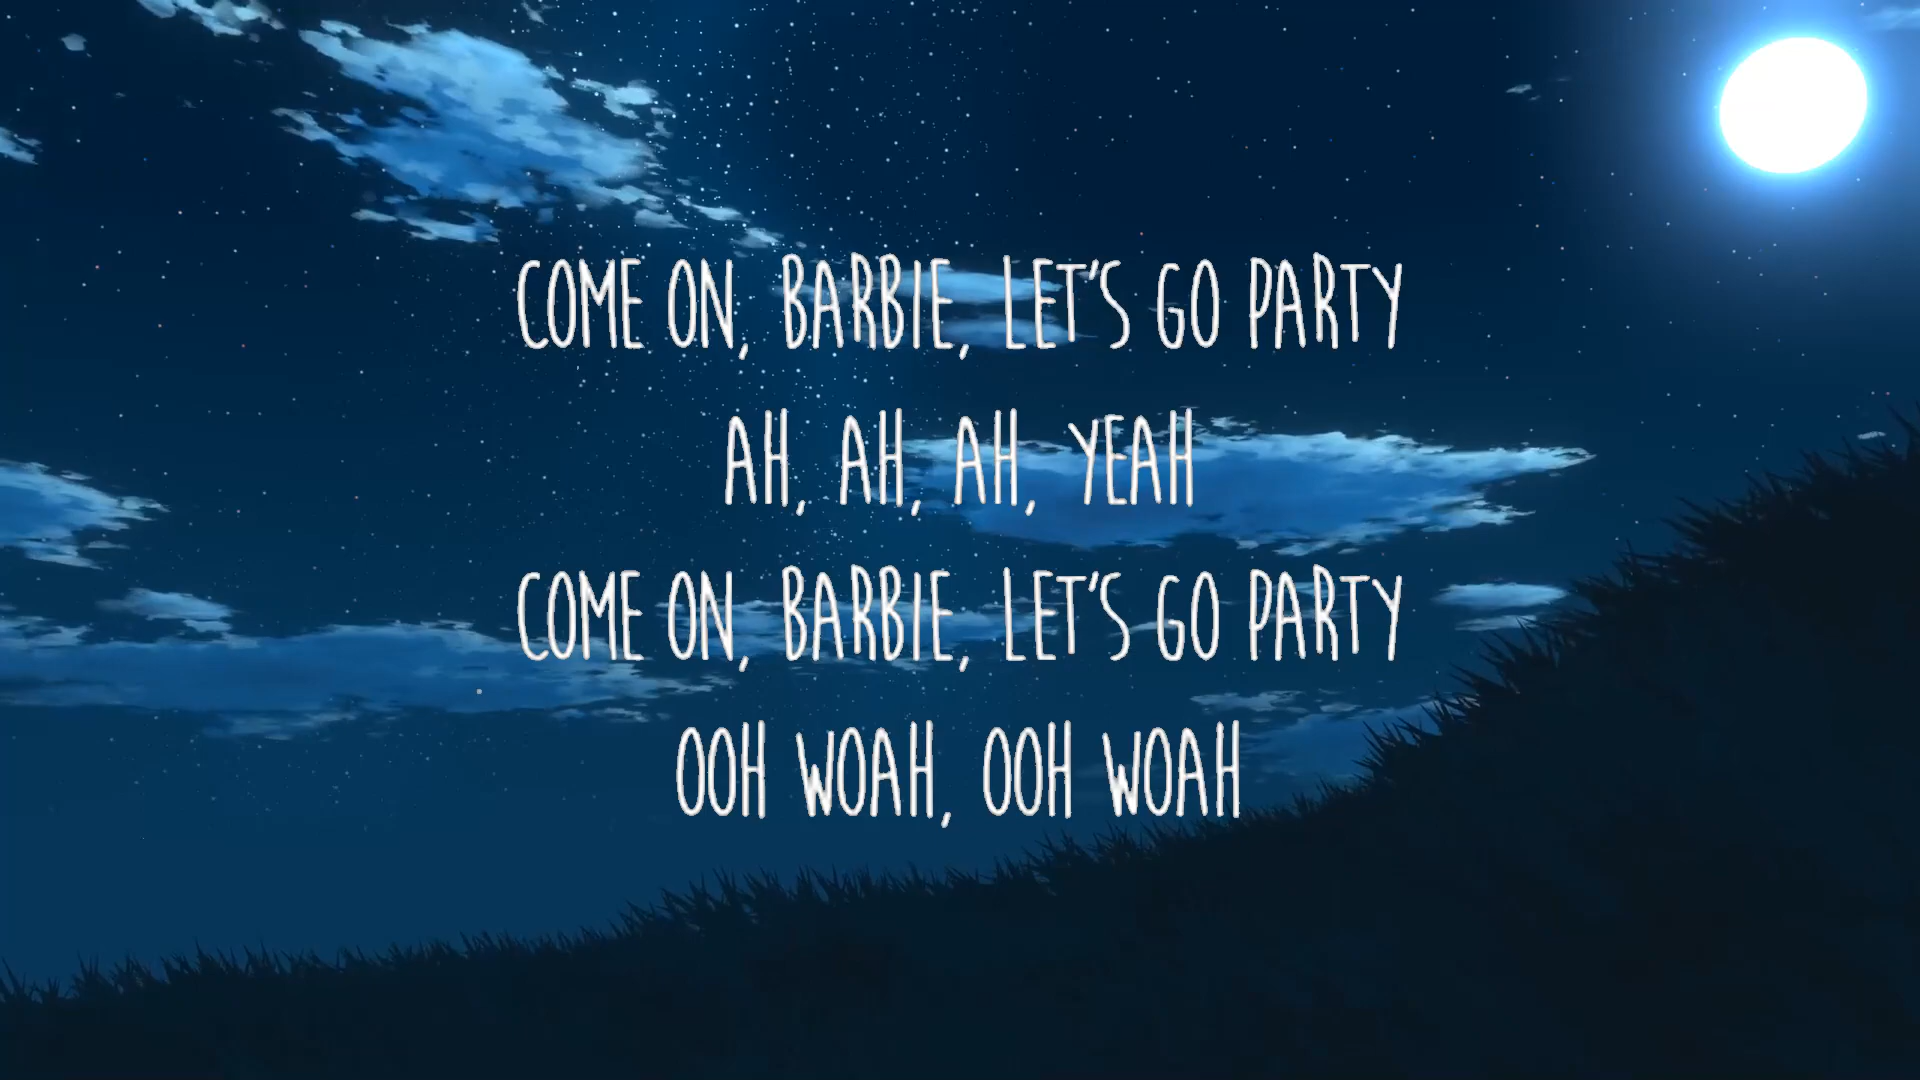 COME ON, BARBIE, LET'S GO PARTY
AH, AH, AH, YEAH
COME ON, BARBIE, LET'S GO PARTY
OOH WOAH, OOH WOAH